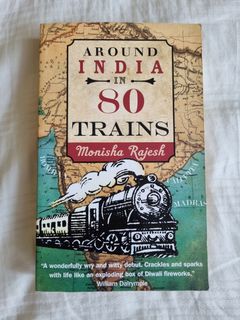 AROUND
INDIA
IN
80
TRAINS
Monisha Rajesh
MADRAS
"A wonderfully wry and witty debut. Crackles and sparks
with life like an exploding box of Diwali fireworks."
William Dalrymple